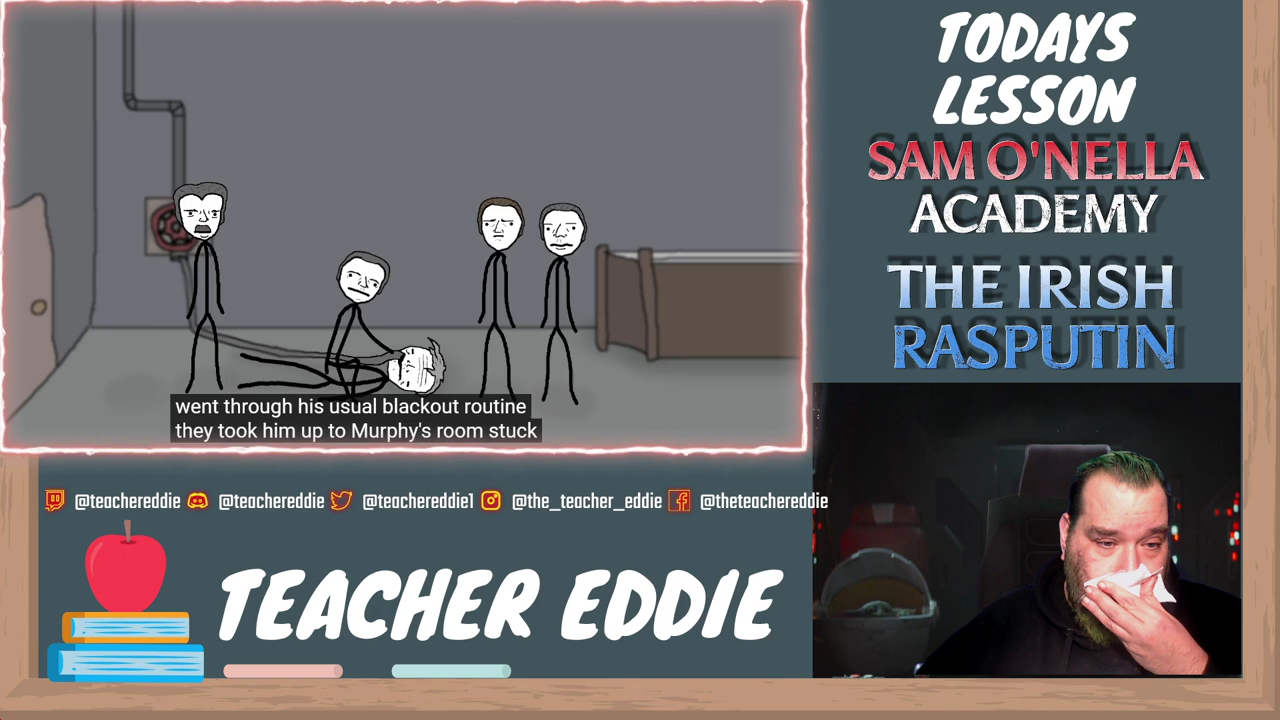 went through his usual blackout routine
they took him up to Murphy's room stuck
TODAYS
LESSON
SAM O'NELLA
ACADEMY
THE IRISH
RASPUTIN
@teachereddie @teachereddie @teachereddie1 @the_teacher_eddie @theteachereddie
TEACHER EDDIE